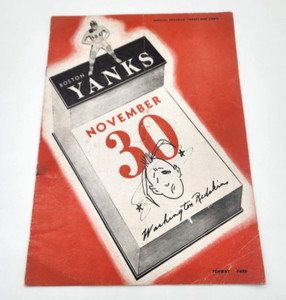 BOSTON
YANKS
NOVEMBER
30
Washington Redskins
FENWAY PARK